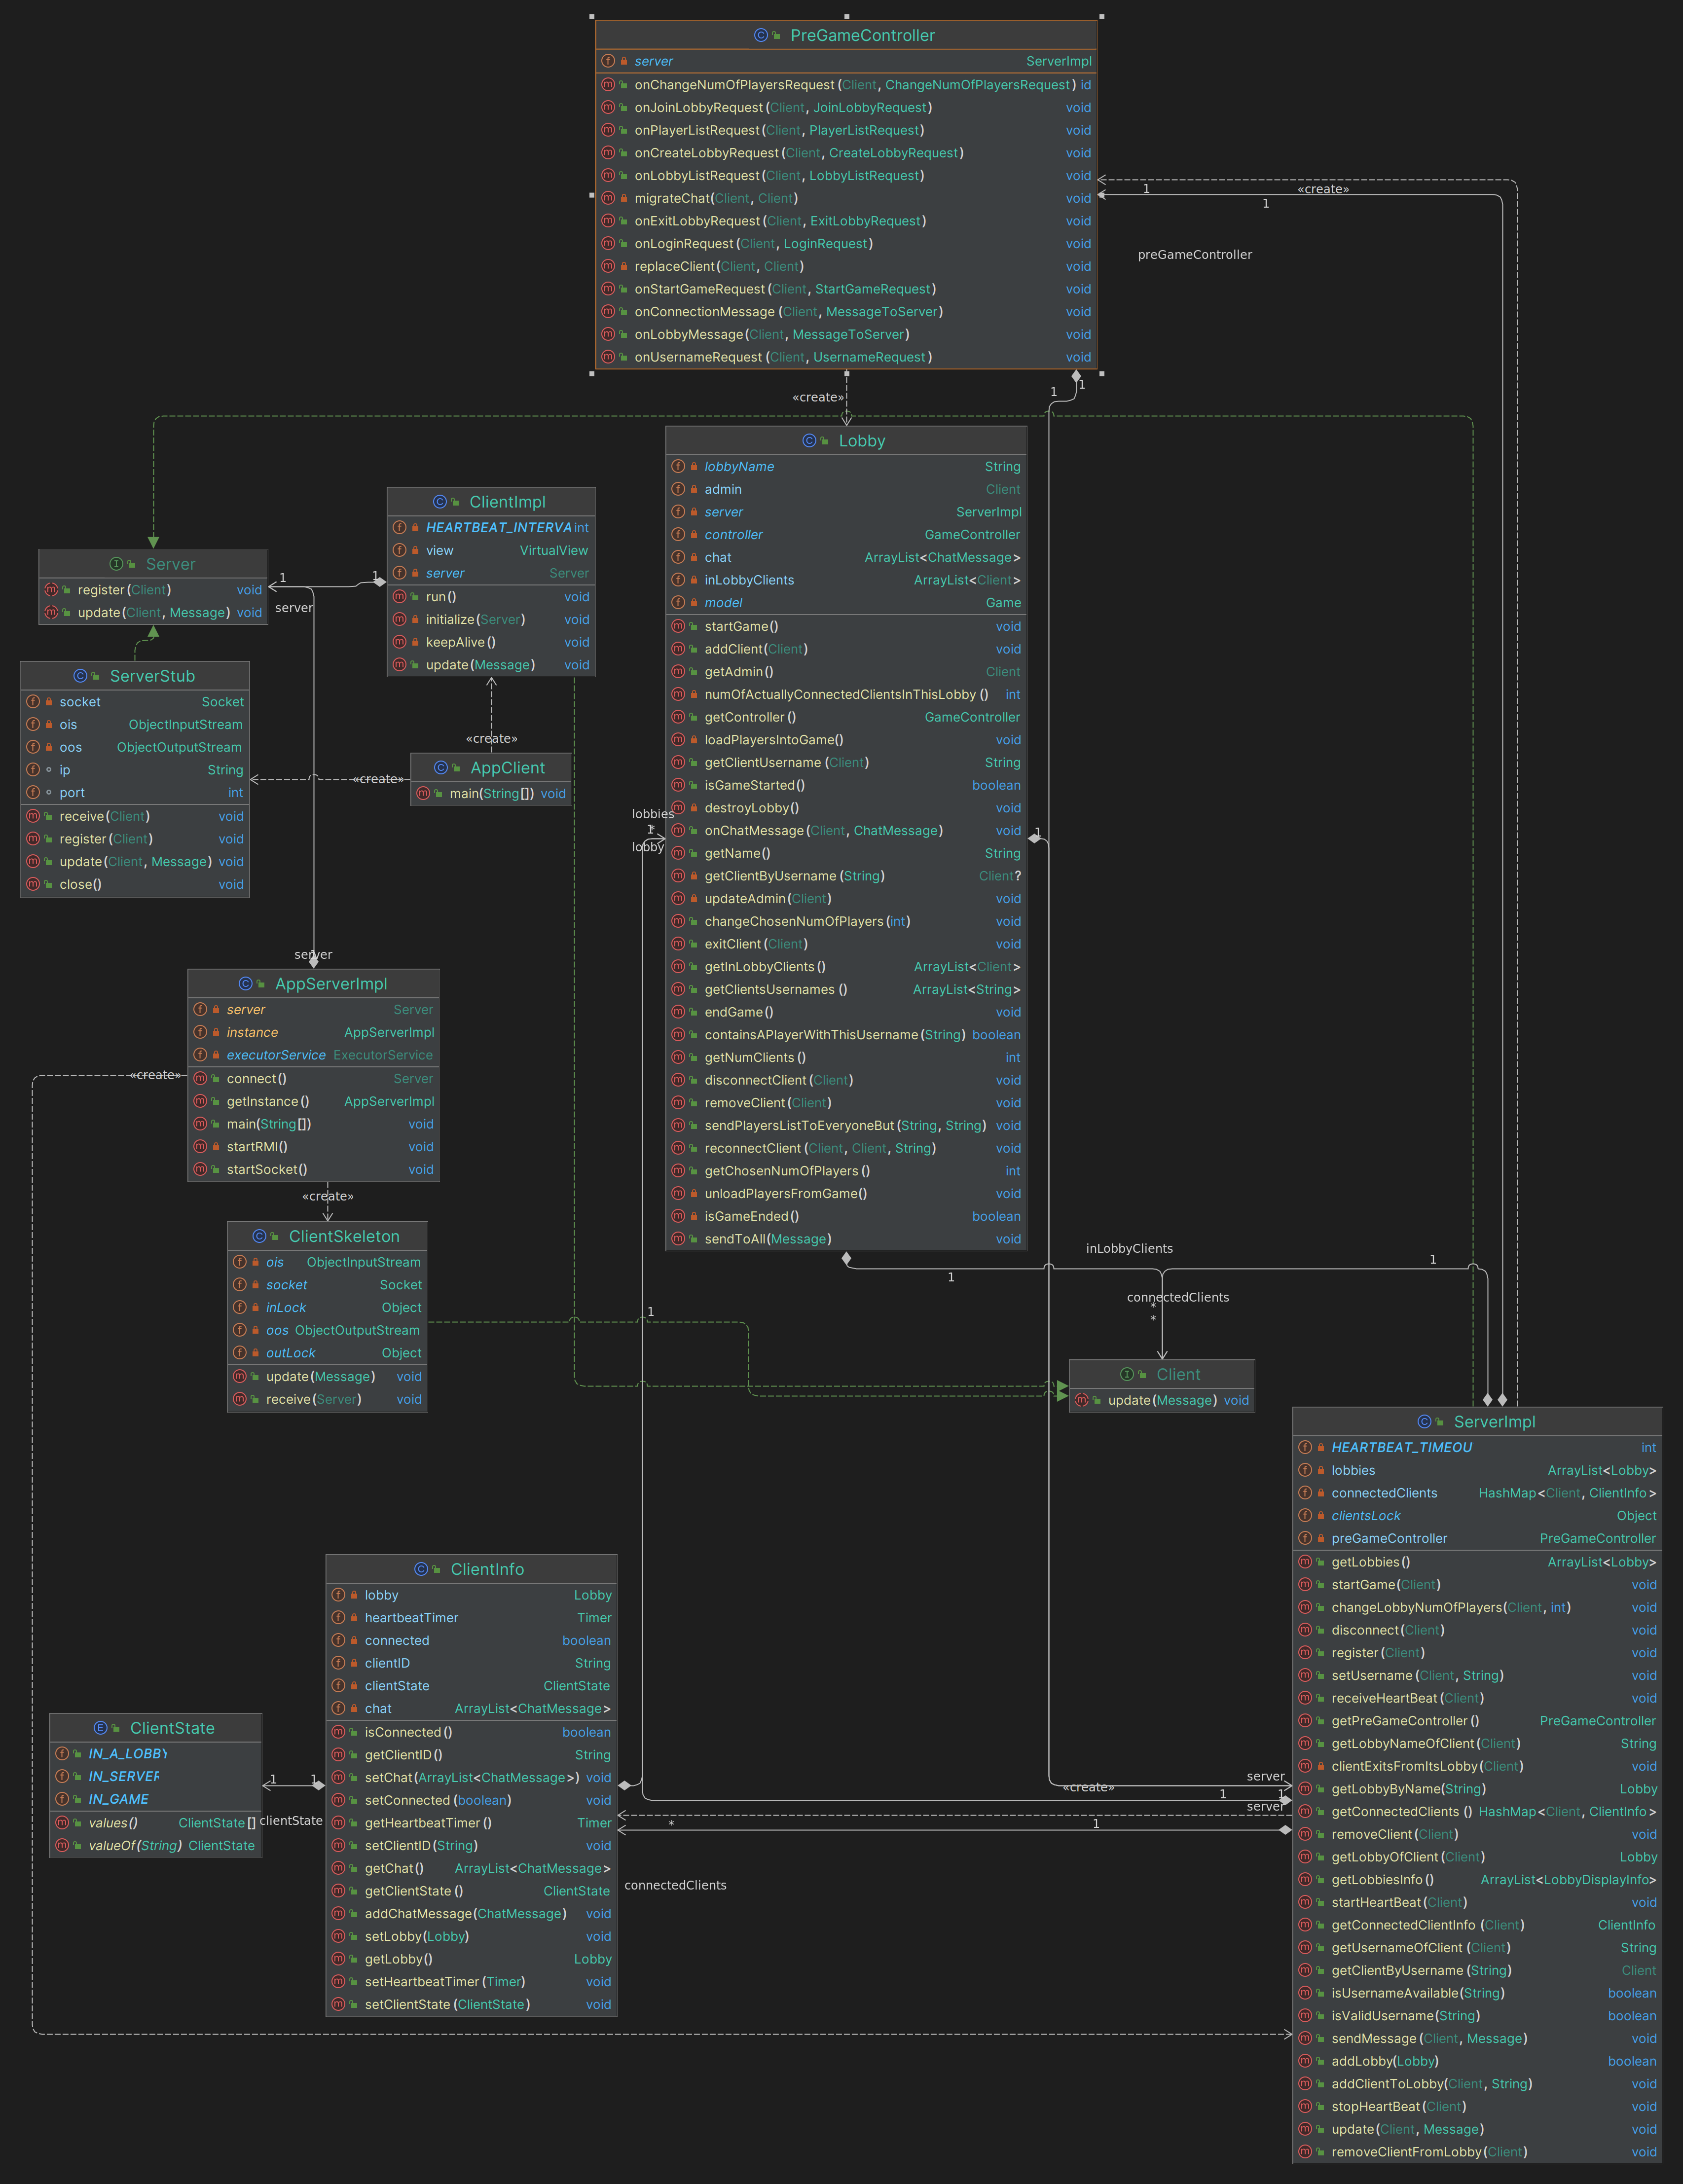 PreGameController
server ServerImpl
onChangeNumOfPlayersRequest(Client, ChangeNumOfPlayersRequest) id
onJoinLobbyRequest(Client, JoinLobbyRequest) void
onPlayerListRequest(Client, PlayerListRequest) void
onCreateLobbyRequest(Client, CreateLobbyRequest) void
onLobbyListRequest(Client, LobbyListRequest) void
migrateChat(Client, Client) void
onExitLobbyRequest(Client, ExitLobbyRequest) void
onLoginRequest(Client, LoginRequest) void
replaceClient(Client, Client) void
onStartGameRequest(Client, StartGameRequest) void
onConnectionMessage(Client, MessageToServer) void
onLobbyMessage(Client, MessageToServer) void
onUsernameRequest(Client, UsernameRequest) void
1 «create»
1
preGameController
«create»
1
1
Lobby
lobbyName String
admin Client
server ServerImpl
controller GameController
chat ArrayList<ChatMessage>
inLobbyClients ArrayList<Client>
model Game
startGame() void
addClient(Client) void
getAdmin() Client
numOfActuallyConnectedClientsInThisLobby() int
getController() GameController
loadPlayersIntoGame() void
getClientUsername(Client) String
isGameStarted() boolean
destroyLobby() void
onChatMessage(Client, ChatMessage) void
getName() String
getClientByUsername(String) Client?
updateAdmin(Client) void
changeChosenNumOfPlayers(int) void
exitClient(Client) void
getInLobbyClients() ArrayList<Client>
getClientsUsernames() ArrayList<String>
endGame() void
containsAPlayerWithThisUsername(String) boolean
getNumClients() int
disconnectClient(Client) void
removeClient(Client) void
sendPlayersListToEveryoneBut(String, String) void
reconnectClient(Client, Client, String) void
getChosenNumOfPlayers() int
unloadPlayersFromGame() void
isGameEnded() boolean
sendToAll(Message) void
ClientImpl
HEARTBEAT_INTERVA int
view VirtualView
server Server
run() void
initialize(Server) void
keepAlive() void
update(Message) void
Server
register(Client) void
update(Client, Message) void
1
1
server
ServerStub
socket Socket
ois ObjectInputStream
oos ObjectOutputStream
ip String
port int
receive(Client) void
register(Client) void
update(Client, Message) void
close() void
«create»
«create»
AppClient
main(String[]) void
lobbies
*
1
lobby
1
server
1
AppServerImpl
server Server
instance AppServerImpl
executorService ExecutorService
connect() Server
getInstance() AppServerImpl
main(String[]) void
startRMI() void
startSocket() void
«create»
«create»
ClientSkeleton
ois ObjectInputStream
socket Socket
inLock Object
oos ObjectOutputStream
outLock Object
update(Message) void
receive(Server) void
1
inLobbyClients
1
1
connectedClients
*
*
Client
update(Message) void
ServerImpl
HEARTBEAT_TIMEOU int
lobbies ArrayList<Lobby>
connectedClients HashMap<Client, ClientInfo>
clientsLock Object
preGameController PreGameController
getLobbies() ArrayList<Lobby>
startGame(Client) void
changeLobbyNumOfPlayers(Client, int) void
disconnect(Client) void
register(Client) void
setUsername(Client, String) void
receiveHeartBeat(Client) void
getPreGameController() PreGameController
getLobbyNameOfClient(Client) String
clientExitsFromItsLobby(Client) void
getLobbyByName(String) Lobby
getConnectedClients() HashMap<Client, ClientInfo>
removeClient(Client) void
getLobbyOfClient(Client) Lobby
getLobbiesInfo() ArrayList<LobbyDisplayInfo>
startHeartBeat(Client) void
getConnectedClientInfo(Client) ClientInfo
getUsernameOfClient(Client) String
getClientByUsername(String) Client
isUsernameAvailable(String) boolean
isValidUsername(String) boolean
sendMessage(Client, Message) void
addLobby(Lobby) boolean
addClientToLobby(Client, String) void
stopHeartBeat(Client) void
update(Client, Message) void
removeClientFromLobby(Client) void
ClientInfo
lobby Lobby
heartbeatTimer Timer
connected boolean
clientID String
clientState ClientState
chat ArrayList<ChatMessage>
isConnected() boolean
getClientID() String
setChat(ArrayList<ChatMessage>) void
setConnected(boolean) void
getHeartbeatTimer() Timer
setClientID(String) void
getChat() ArrayList<ChatMessage>
getClientState() ClientState
addChatMessage(ChatMessage) void
setLobby(Lobby) void
getLobby() Lobby
setHeartbeatTimer(Timer) void
setClientState(ClientState) void
ClientState
IN_A_LOBBY
IN_SERVER
IN_GAME
values() ClientState[]
valueOf(String) ClientState
1
1
clientState
server
«create»
1
1
server
*
1
connectedClients